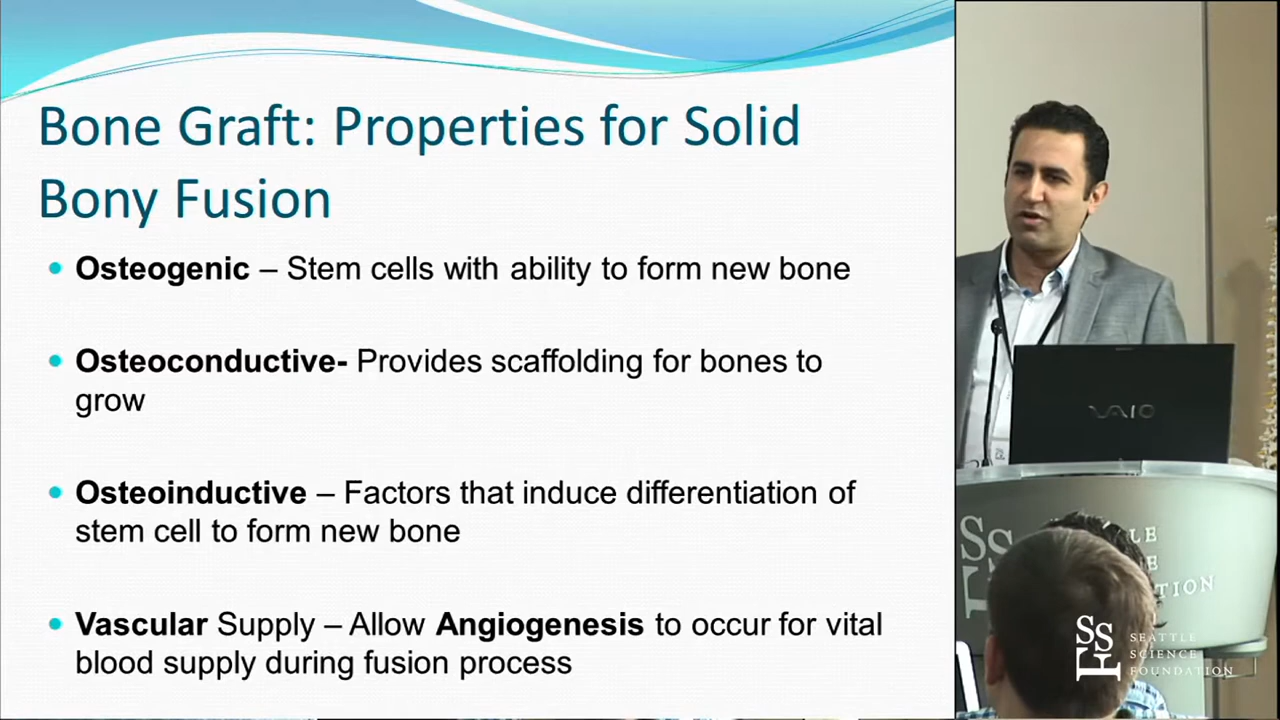 Bone Graft: Properties for Solid
Bony Fusion
• Osteogenic – Stem cells with ability to form new bone
• Osteoconductive- Provides scaffolding for bones to
grow
• Osteoinductive – Factors that induce differentiation of
stem cell to form new bone
• Vascular Supply – Allow Angiogenesis to occur for vital
blood supply during fusion process
VAIO
SSF
SEATTLE
SCIENCE
FOUNDATION